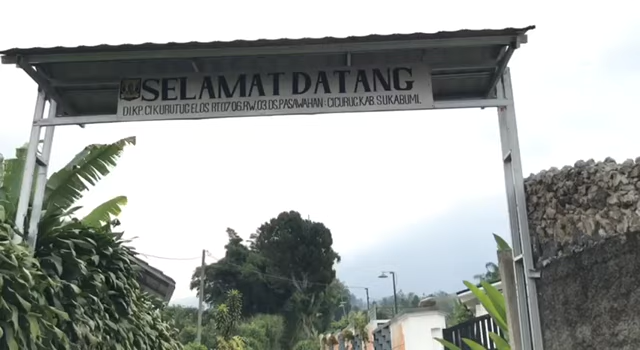 SELAMAT DATANG
DI.KP. CIKURUTUG ELOS RT.07.06.RW.03 DS.PASAWAHAN : CICURUG KAB. SUKABUMI.